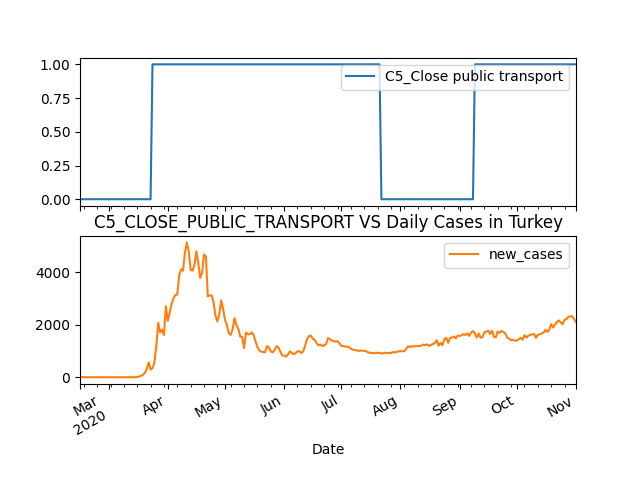 1.00
C5_Close public transport
0.75
0.50
0.25
0.00
C5_CLOSE_PUBLIC_TRANSPORT VS Daily Cases in Turkey
new_cases
4000
2000
0
Mar
2020
Apr
May
Jun
Jul
Aug
Sep
Oct
Nov
Date